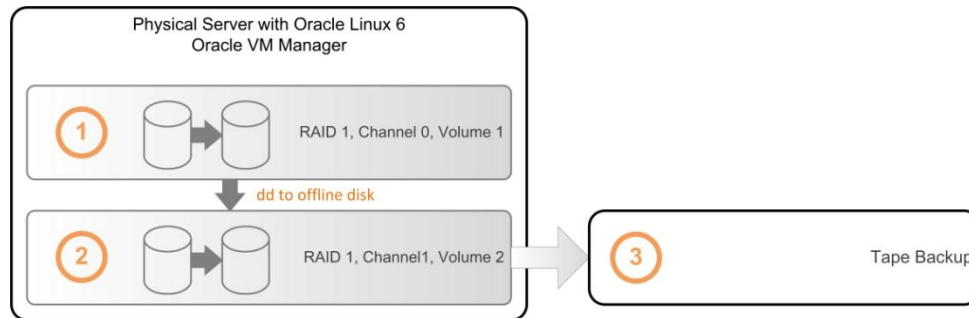 Physical Server with Oracle Linux 6
Oracle VM Manager
1
RAID 1, Channel 0, Volume 1
dd to offline disk
2
RAID 1, Channel1, Volume 2
3
Tape Backup